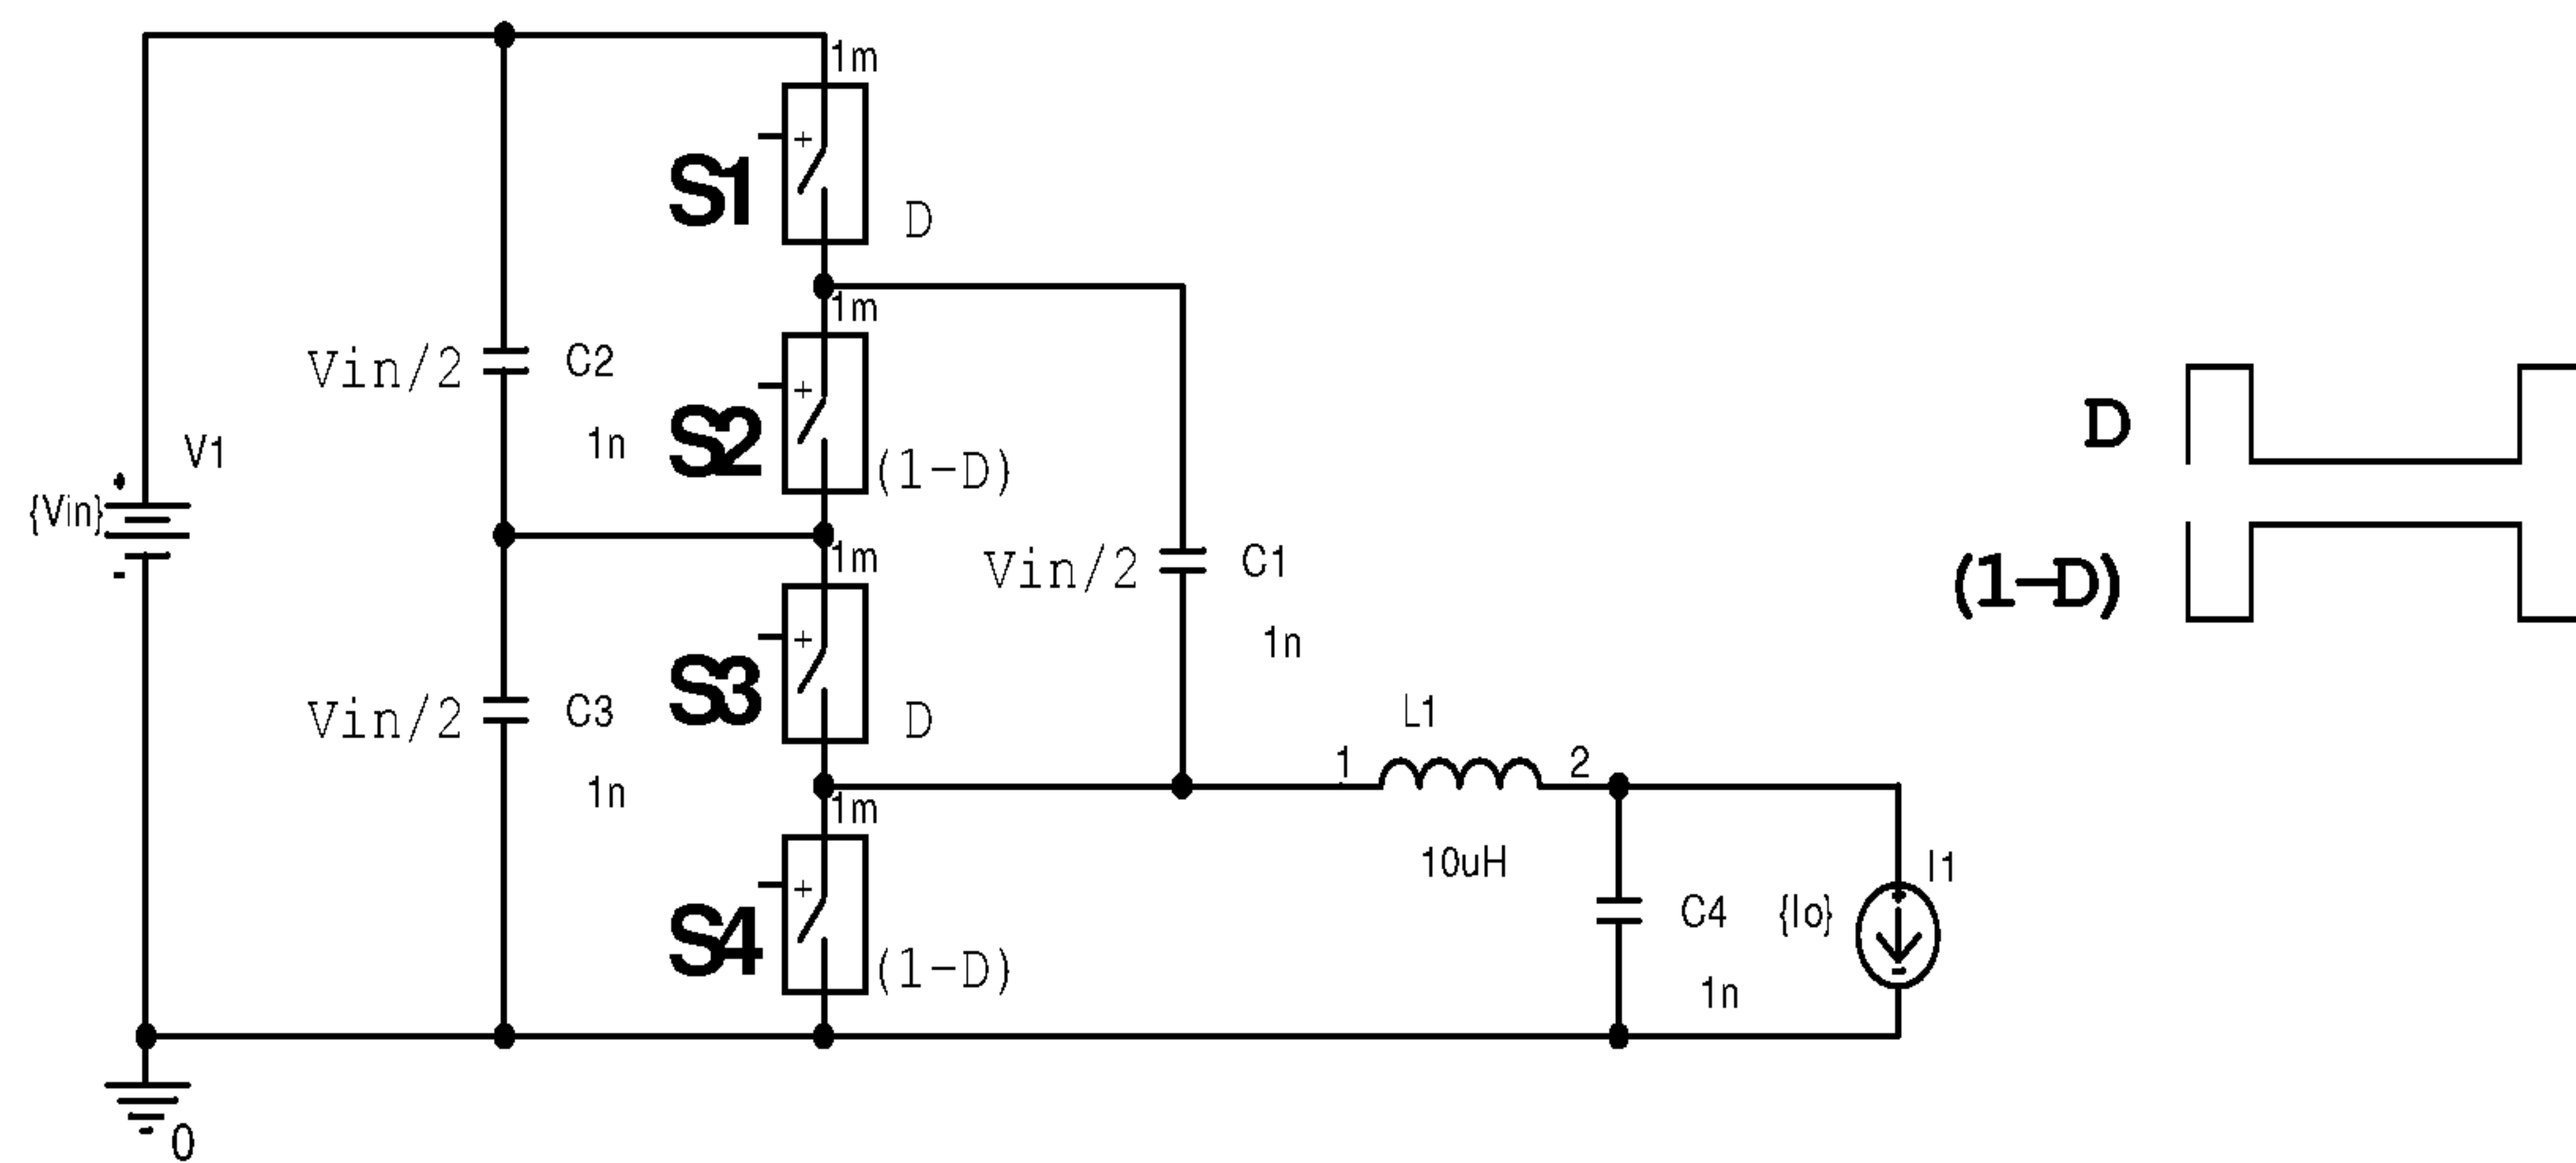 1m
S1
D
1m
Vin/2
C2
1n
S2
(1-D)
V1
{Vin}
+
-
1m
Vin/2
C1
1n
S3
D
Vin/2
C3
1n
1m
L1
1
2
10uH
S4
(1-D)
C4
1n
{Io}
I1
0
D
(1-D)